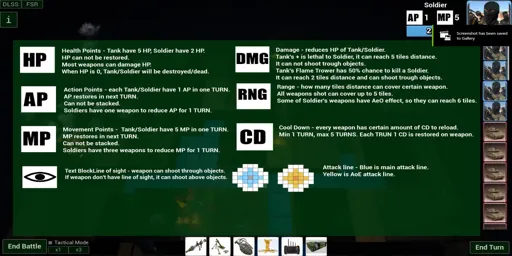 DLSS FSR
i
Soldier
AP 1 MP 5
2
Screenshot has been saved to Gallery
HP
Health Points - Tank have 5 HP, Soldier have 2 HP.
HP can not be restored.
Most weapons can damage HP.
When HP is 0, Tank/Soldier will be destroyed/dead.
AP
Action Points - each Tank/Soldier have 1 AP in one TURN.
AP restores in next TURN.
Can not be stacked.
Soldiers have one weapon to reduce AP for 1 TURN.
MP
Movement Points - Tank/Soldier have 5 MP in one TURN.
MP restores in next TURN.
Can not be stacked.
Soldiers have three weapons to reduce MP for 1 TURN.
Text BlockLine of sight - weapon can shoot through objects.
If weapon don't have line of sight, it can shoot above objects.
DMG
Damage - reduces HP of Tank/Soldier.
Tank's + is lethal to Soldier, it can reach 5 tiles distance.
It can not shoot trough objects.
Tank's Flame Trower has 50% chance to kill a Soldier.
It can reach 2 tiles distance and can shoot trough objects.
RNG
Range - how many tiles distance can cover certain weapon.
All weapons shot can cover up to 5 tiles.
Some of Soldier's weapons have AoE effect, so they can reach 6 tiles.
CD
Cool Down - every weapon has certain amount of CD to reload.
Min 1 TURN, max 5 TURNS. Each TRUN 1 CD is restored on weapon.
Attack line - Blue is main attack line.
Yellow is AoE attack line.
End Battle
Tactical Mode
x1 x3
End Turn